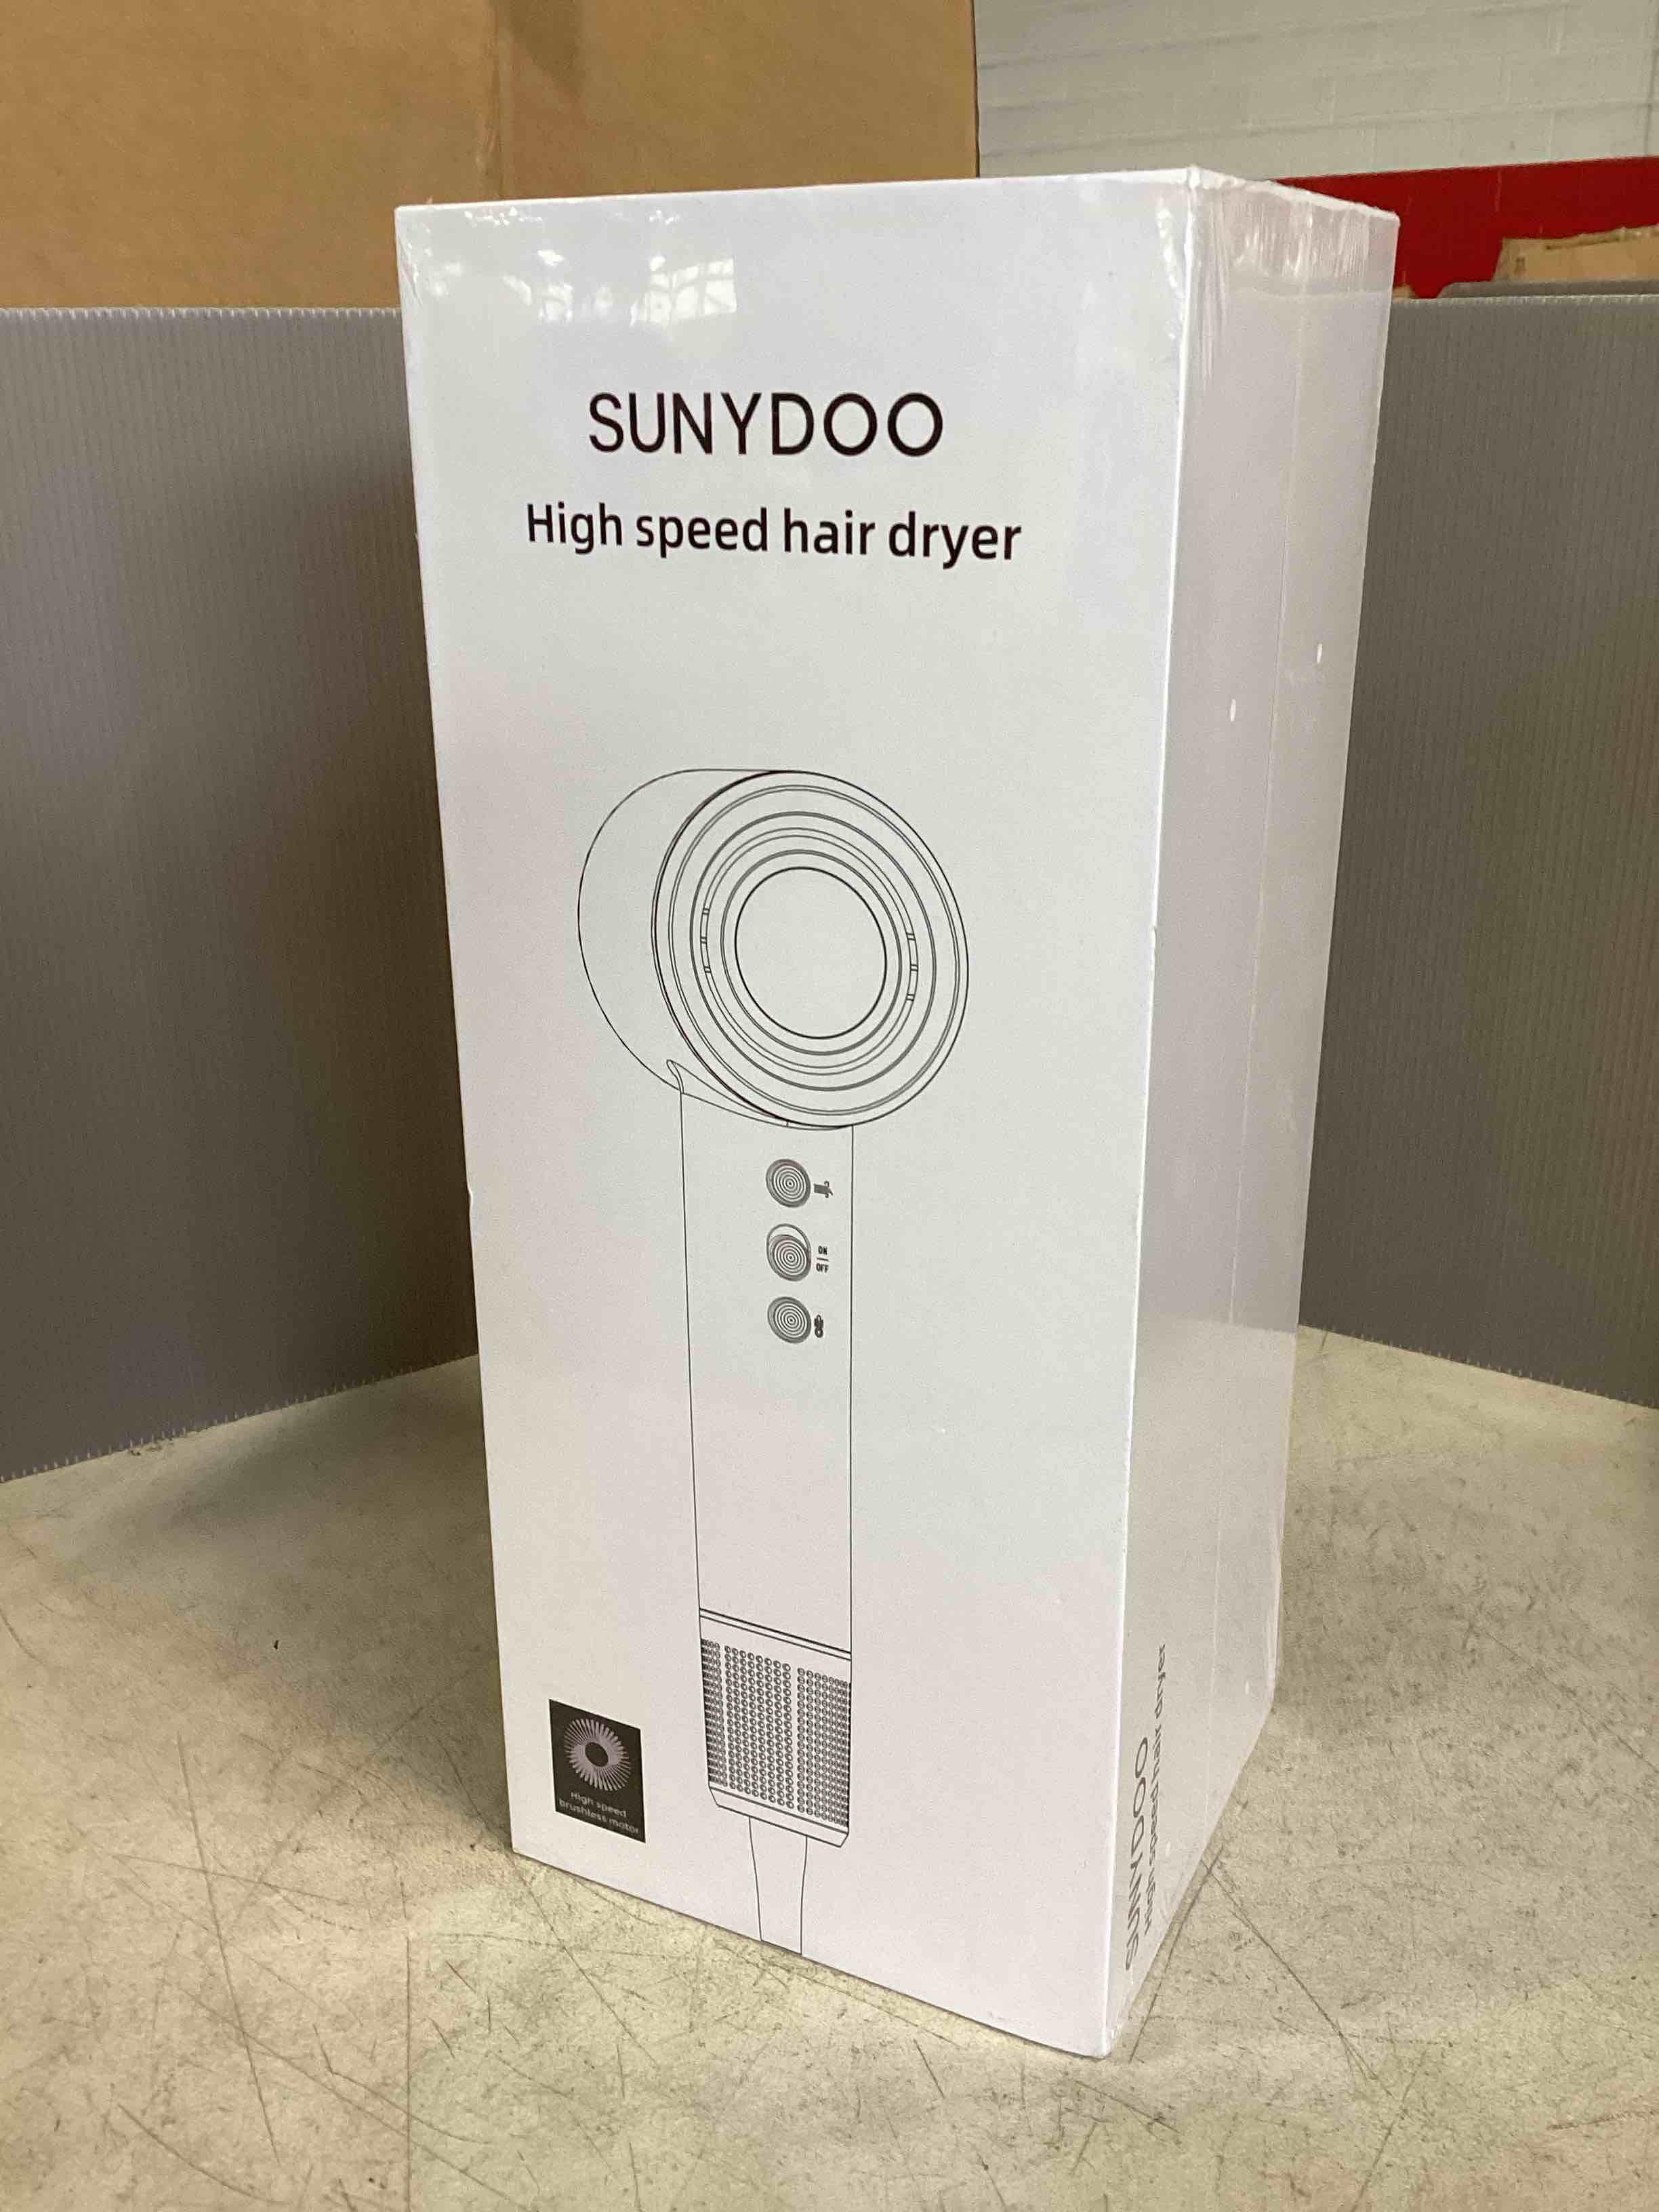 SUNYDOO
High speed hair dryer
ON
OFF
High speed
brushless motor
SUNYDOO
High speed hair dryer